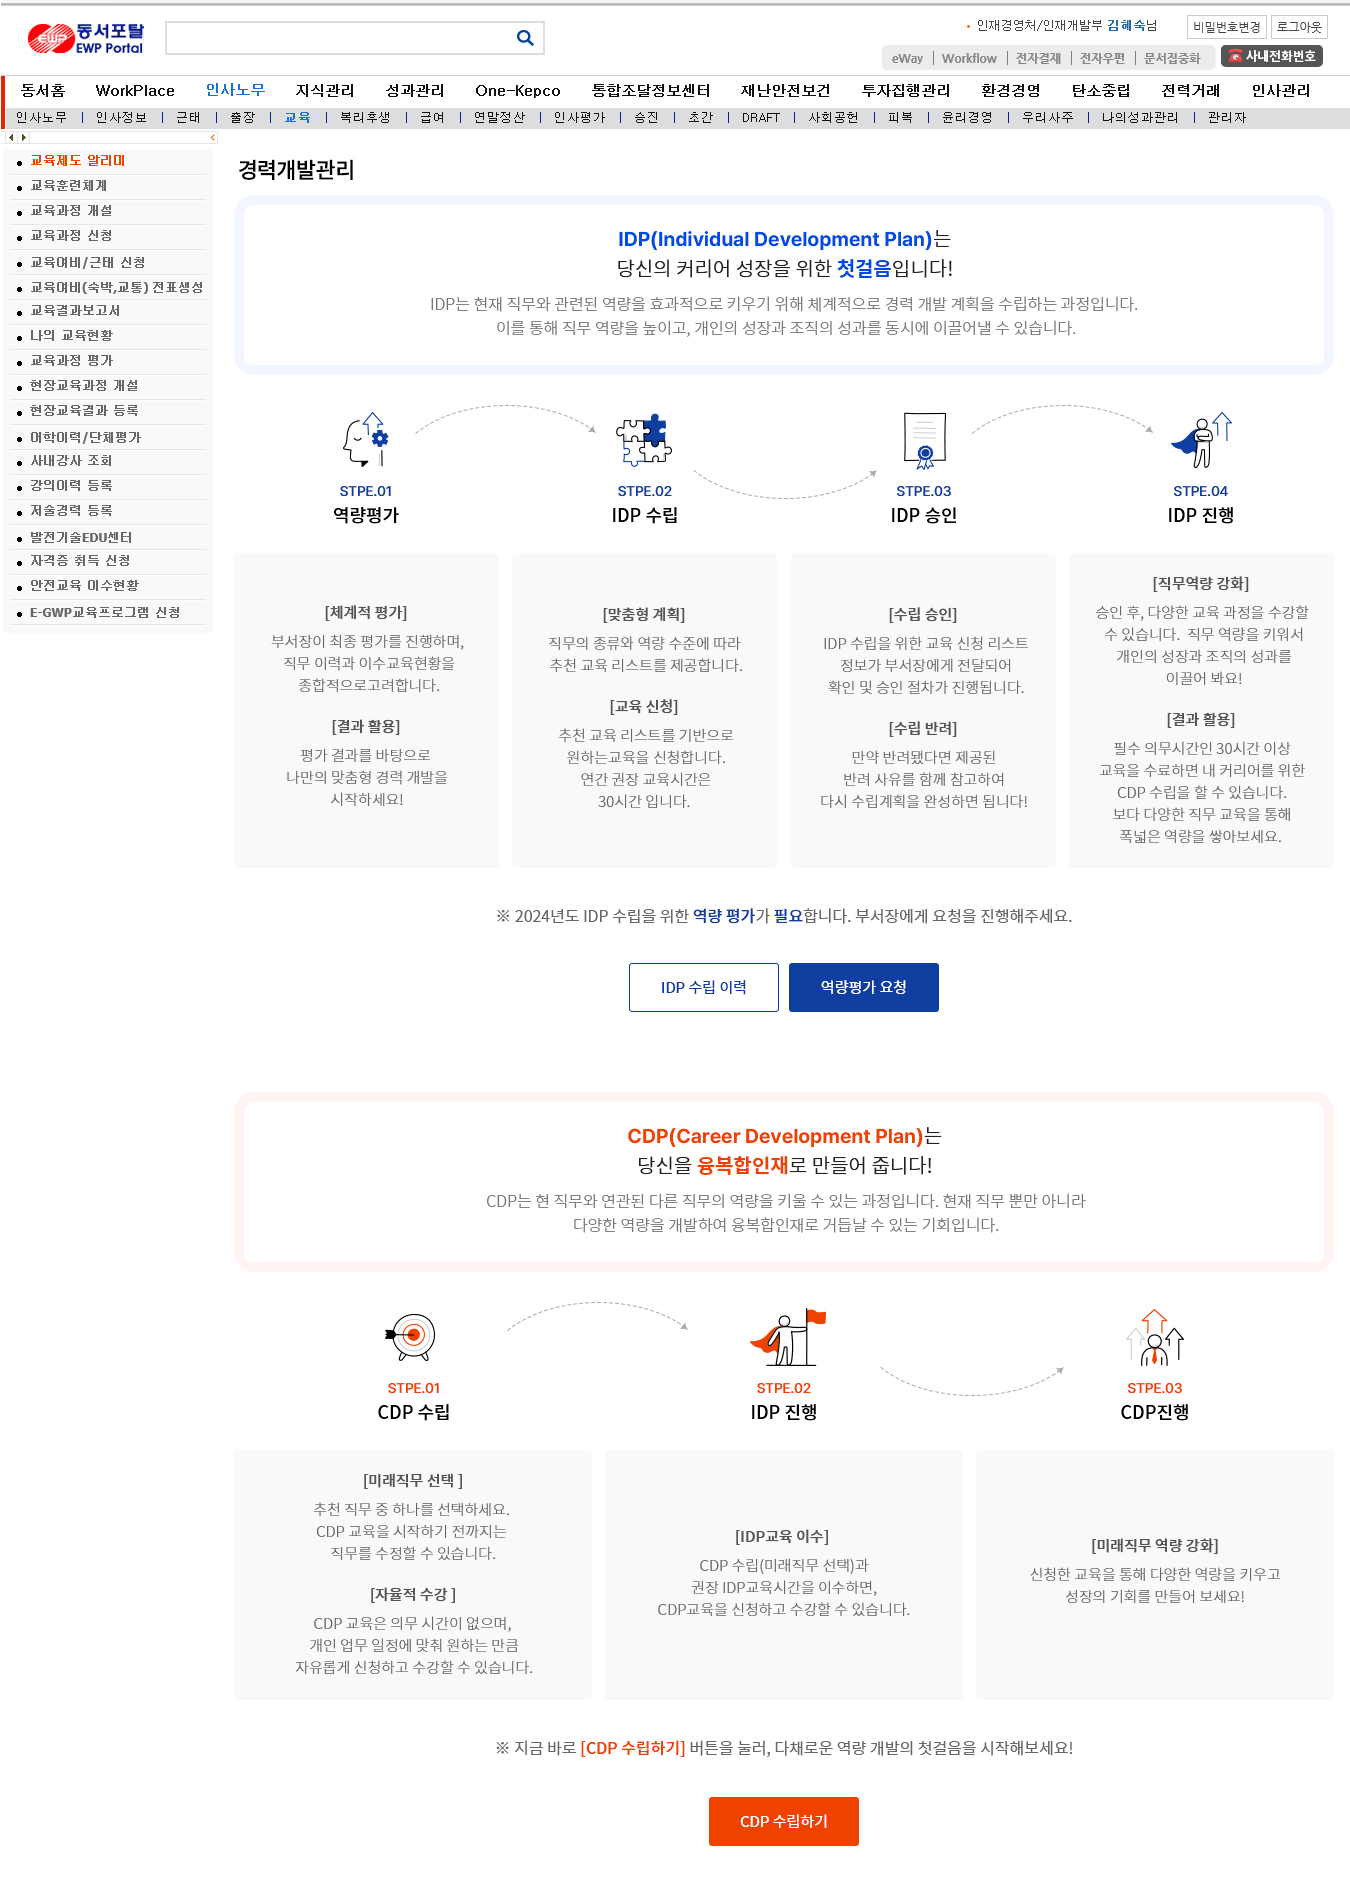 동서포탈
EWP
EWP Portal
인재경영처/인재개발부 김혜숙님
비밀번호변경
로그아웃
eWay | Workflow | 전자결재 | 전자우편 | 문서집중화
사내전화번호
동서홈 WorkPlace 인사노무 지식관리 성과관리 One-Kepco 통합조달정보센터 재난안전보건 투자집행관리 환경경영 탄소중립 전력거래 인사관리
인사노무 | 인사정보 | 근태 | 출장 | 교육 | 복리후생 | 급여 | 연말정산 | 인사평가 | 승진 | 초간 | DRAFT | 사회공헌 | 피복 | 윤리경영 | 우리사주 | 나의성과관리 | 관리자
교육제도 알리미
교육훈련체계
교육과정 개설
교육과정 신청
교육여비/근태 신청
교육여비(숙박,교통) 전표생성
교육결과보고서
나의 교육현황
교육과정 평가
현장교육과정 개설
현장교육결과 등록
어학이력/단체평가
사내강사 조회
강의이력 등록
저술경력 등록
발전기술EDU센터
자격증 취득 신청
안전교육 이수현황
E-GWP교육프로그램 신청
경력개발관리
IDP(Individual Development Plan)는
당신의 커리어 성장을 위한 첫걸음입니다!
IDP는 현재 직무와 관련된 역량을 효과적으로 키우기 위해 체계적으로 경력 개발 계획을 수립하는 과정입니다.
이를 통해 직무 역량을 높이고, 개인의 성장과 조직의 성과를 동시에 이끌어낼 수 있습니다.
STPE.01
역량평가
STPE.02
IDP 수립
STPE.03
IDP 승인
STPE.04
IDP 진행
[체계적 평가]
부서장이 최종 평가를 진행하며,
직무 이력과 이수교육현황을
종합적으로고려합니다.
[결과 활용]
평가 결과를 바탕으로
나만의 맞춤형 경력 개발을
시작하세요!
[맞춤형 계획]
직무의 종류와 역량 수준에 따라
추천 교육 리스트를 제공합니다.
[교육 신청]
추천 교육 리스트를 기반으로
원하는교육을 신청합니다.
연간 권장 교육시간은
30시간 입니다.
[수립 승인]
IDP 수립을 위한 교육 신청 리스트
정보가 부서장에게 전달되어
확인 및 승인 절차가 진행됩니다.
[수립 반려]
만약 반려됐다면 제공된
반려 사유를 함께 참고하여
다시 수립계획을 완성하면 됩니다!
[직무역량 강화]
승인 후, 다양한 교육 과정을 수강할
수 있습니다. 직무 역량을 키워서
개인의 성장과 조직의 성과를
이끌어 봐요!
[결과 활용]
필수 의무시간인 30시간 이상
교육을 수료하면 내 커리어를 위한
CDP 수립을 할 수 있습니다.
보다 다양한 직무 교육을 통해
폭넓은 역량을 쌓아보세요.
※ 2024년도 IDP 수립을 위한 역량 평가가 필요합니다. 부서장에게 요청을 진행해주세요.
IDP 수립 이력
역량평가 요청
CDP(Career Development Plan)는
당신을 융복합인재로 만들어 줍니다!
CDP는 현 직무와 연관된 다른 직무의 역량을 키울 수 있는 과정입니다. 현재 직무 뿐만 아니라
다양한 역량을 개발하여 융복합인재로 거듭날 수 있는 기회입니다.
STPE.01
CDP 수립
STPE.02
IDP 진행
STPE.03
CDP진행
[미래직무 선택 ]
추천 직무 중 하나를 선택하세요.
CDP 교육을 시작하기 전까지는
직무를 수정할 수 있습니다.
[자율적 수강 ]
CDP 교육은 의무 시간이 없으며,
개인 업무 일정에 맞춰 원하는 만큼
자유롭게 신청하고 수강할 수 있습니다.
[IDP교육 이수]
CDP 수립(미래직무 선택)과
권장 IDP교육시간을 이수하면,
CDP교육을 신청하고 수강할 수 있습니다.
[미래직무 역량 강화]
신청한 교육을 통해 다양한 역량을 키우고
성장의 기회를 만들어 보세요!
※ 지금 바로 [CDP 수립하기] 버튼을 눌러, 다채로운 역량 개발의 첫걸음을 시작해보세요!
CDP 수립하기